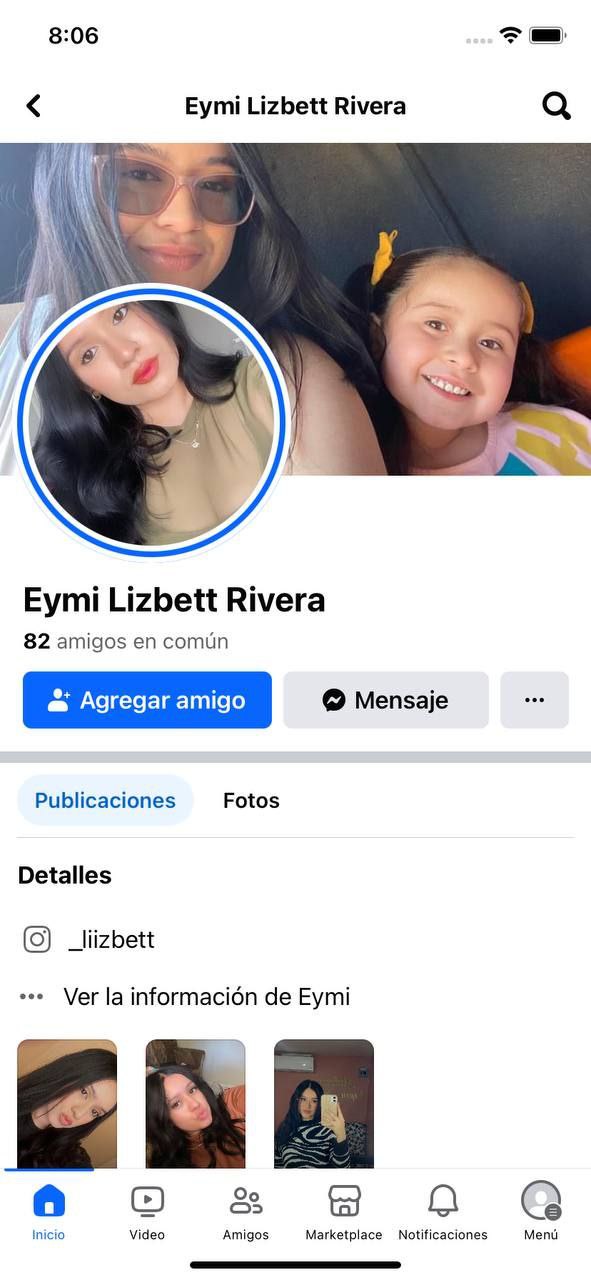 8:06
Eymi Lizbett Rivera
Eymi Lizbett Rivera
82 amigos en común
Agregar amigo
Mensaje
Publicaciones
Fotos
Detalles
_liizbett
Ver la información de Eymi
Inicio
Video
Amigos
Marketplace
Notificaciones
Menú